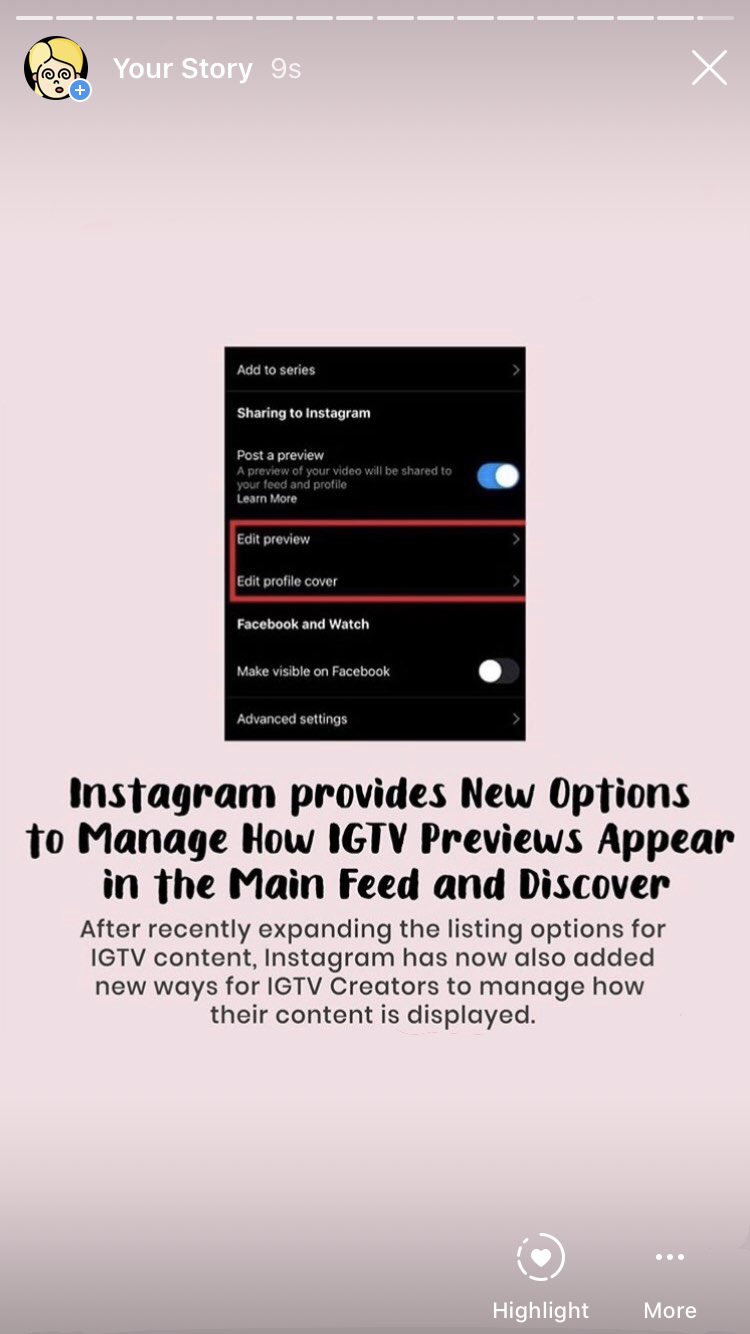 Your Story 9s
Add to series
Sharing to Instagram
Post a preview
A preview of your video will be shared to
your feed and profile
Learn More
Edit preview
Edit profile cover
Facebook and Watch
Make visible on Facebook
Advanced settings
Instagram provides New Options
to Manage How IGTV Previews Appear
in the Main Feed and Discover
After recently expanding the listing options for
IGTV content, Instagram has now also added
new ways for IGTV Creators to manage how
their content is displayed.
Highlight More